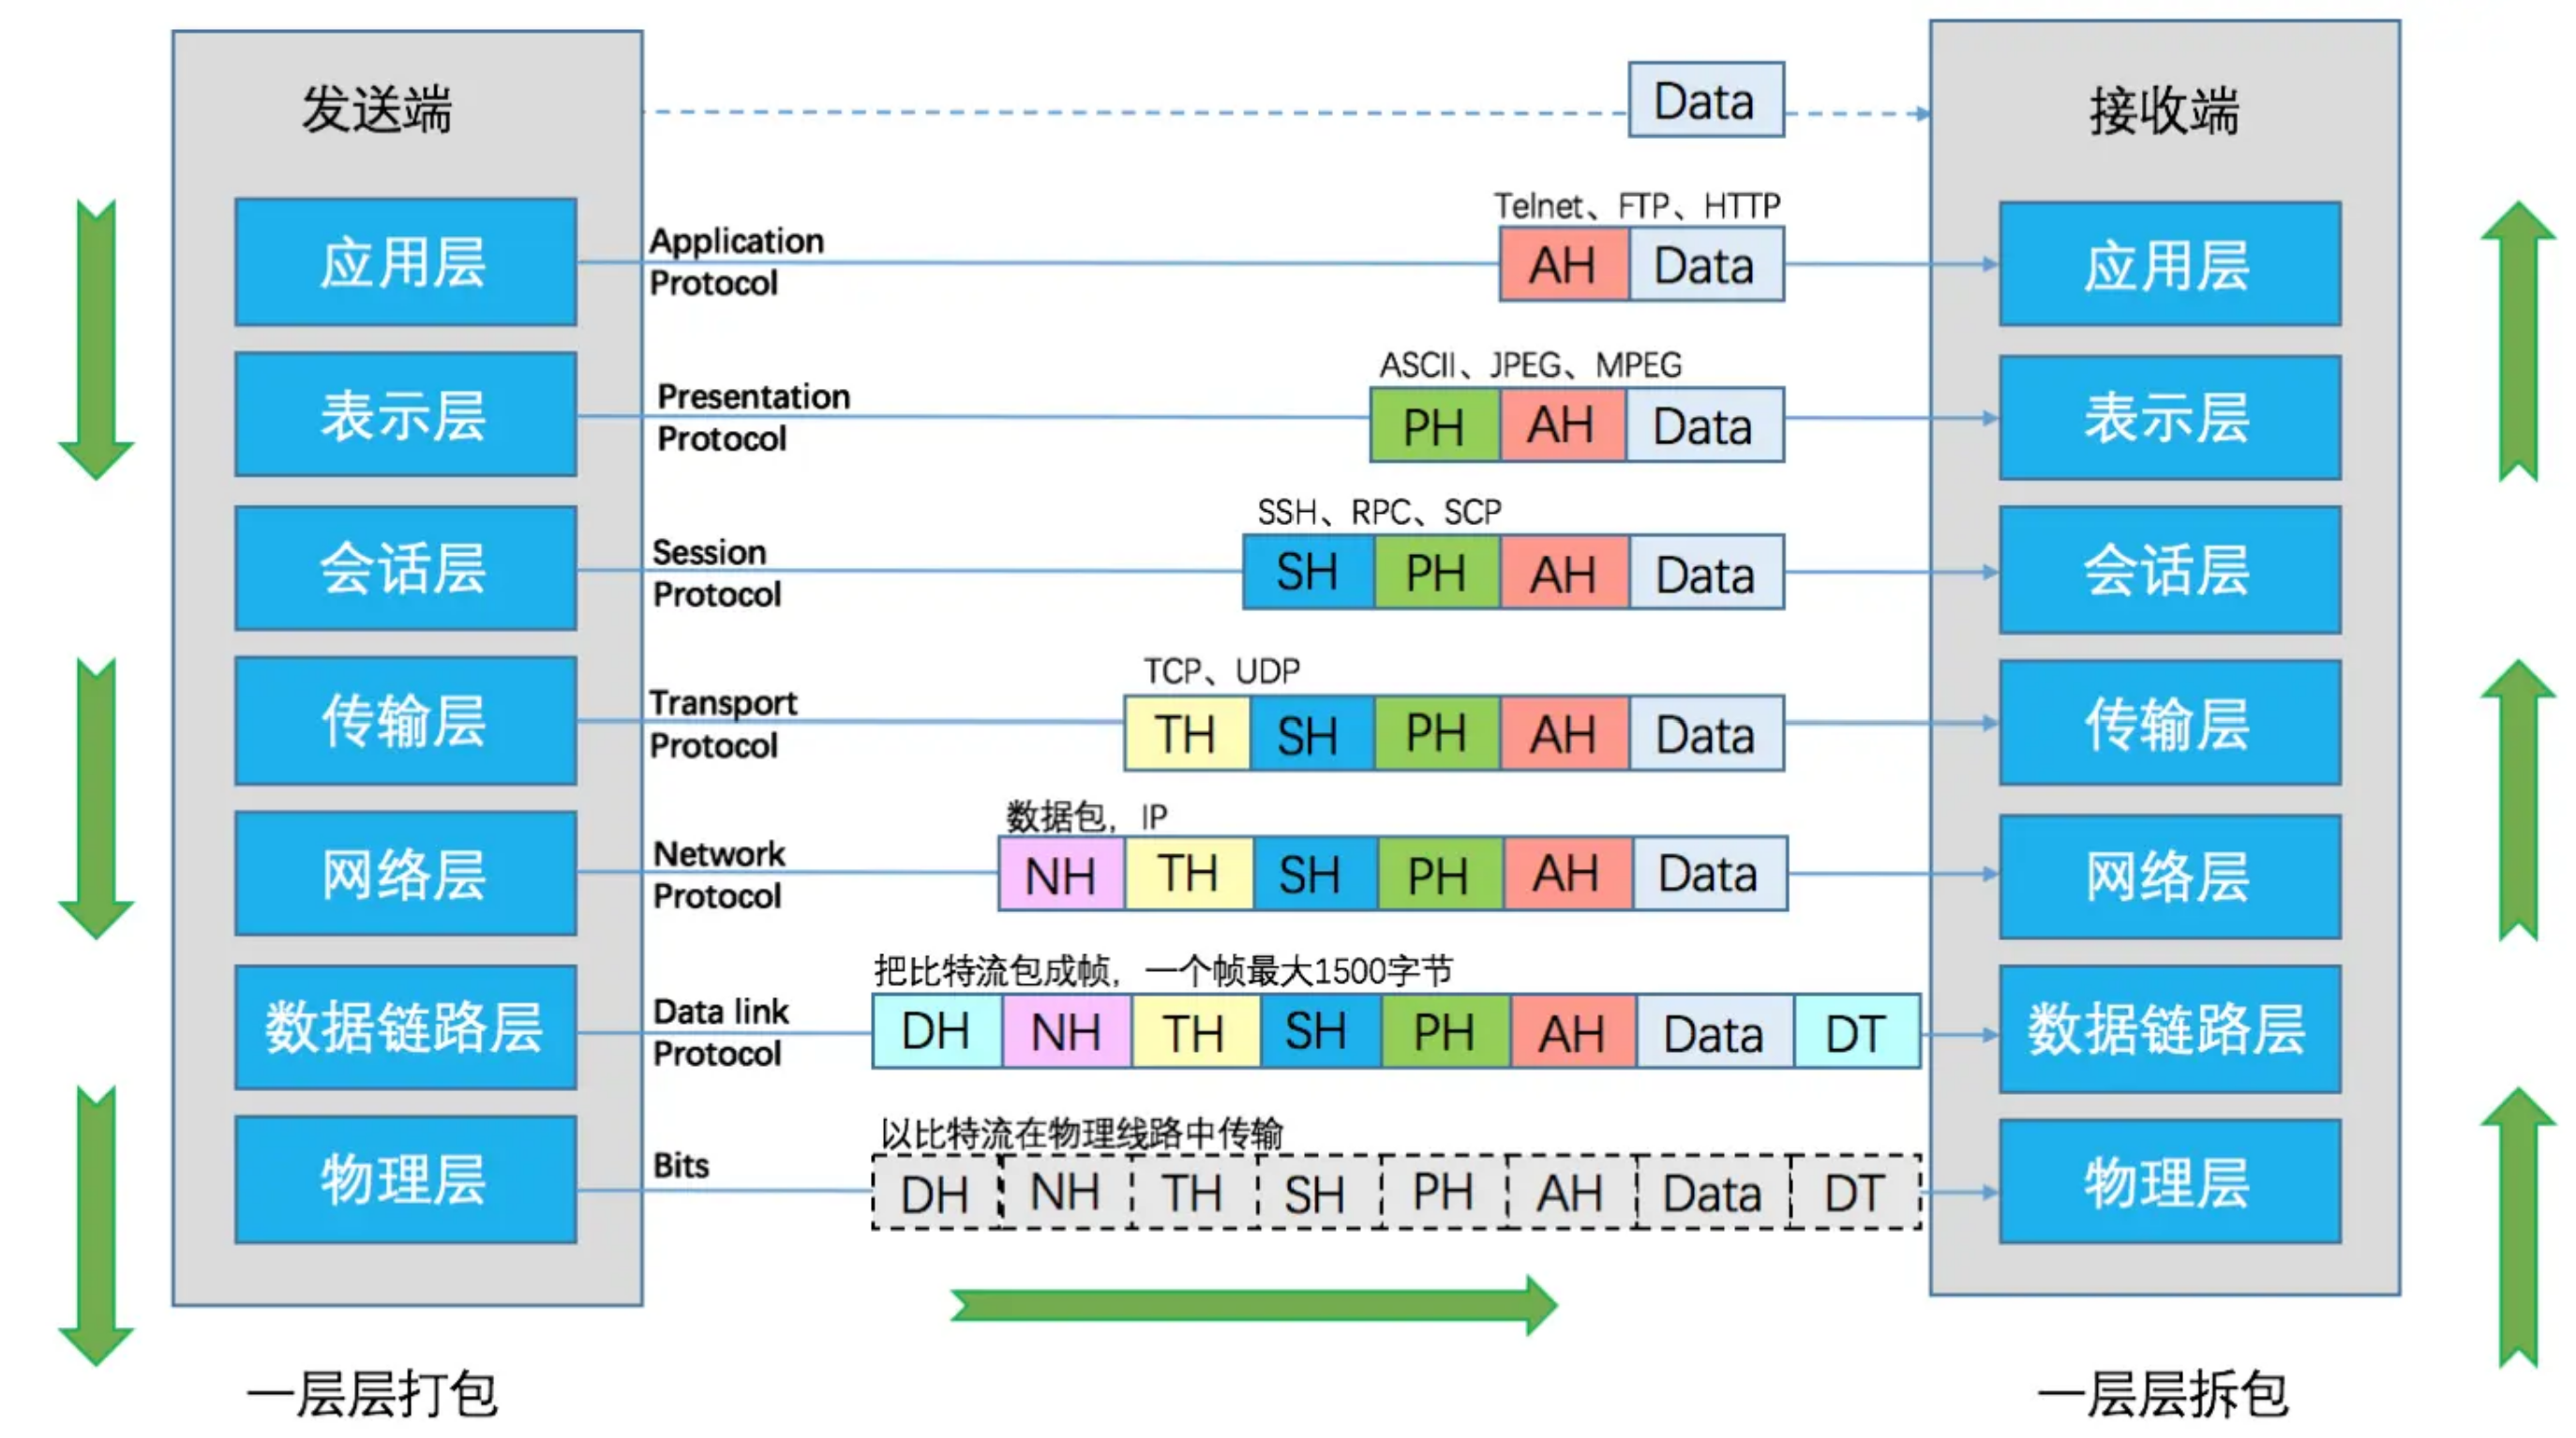 发送端
Data
接收端
Telnet、FTP、HTTP
应用层
Application
Protocol
AH
Data
应用层
ASCII、JPEG、MPEG
表示层
Presentation
Protocol
PH
AH
Data
表示层
SSH、RPC、SCP
会话层
Session
Protocol
SH
PH
AH
Data
会话层
TCP、UDP
传输层
Transport
Protocol
TH
SH
PH
AH
Data
传输层
数据包，IP
网络层
Network
Protocol
NH
TH
SH
PH
AH
Data
网络层
把比特流包成帧，一个帧最大1500字节
数据链路层
Data link
Protocol
DH
NH
TH
SH
PH
AH
Data
DT
数据链路层
以比特流在物理线路中传输
物理层
Bits
DH
NH
TH
SH
PH
AH
Data
DT
物理层
一层层打包
一层层拆包